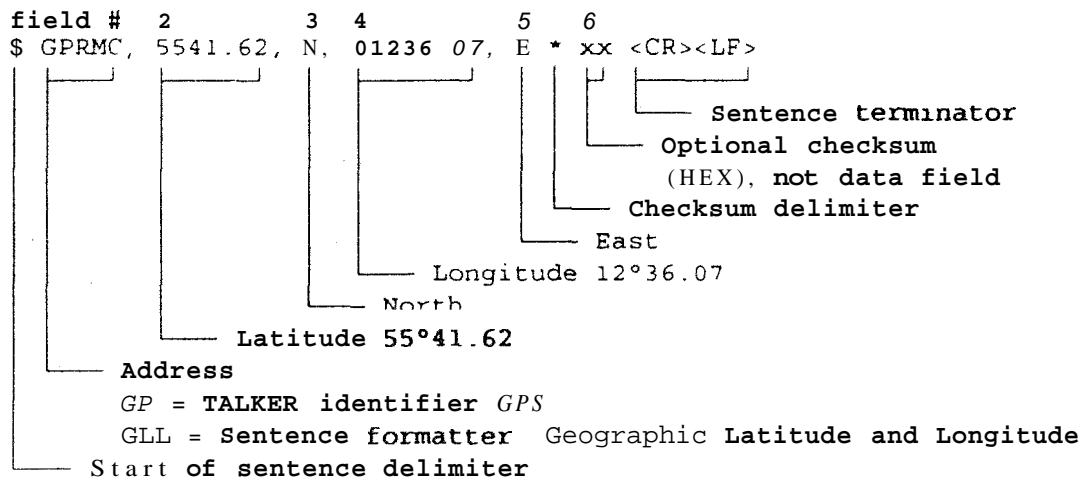 field # 2 3 4 5 6
$ GPRMC, 5541.62, N, 01236 07, E * xx <CR><LF>
Sentence terminator
Optional checksum
(HEX), not data field
Checksum delimiter
East
Longitude 12°36.07
North
Latitude 55°41.62
Address
GP = TALKER identifier GPS
GLL = Sentence formatter Geographic Latitude and Longitude
Start of sentence delimiter